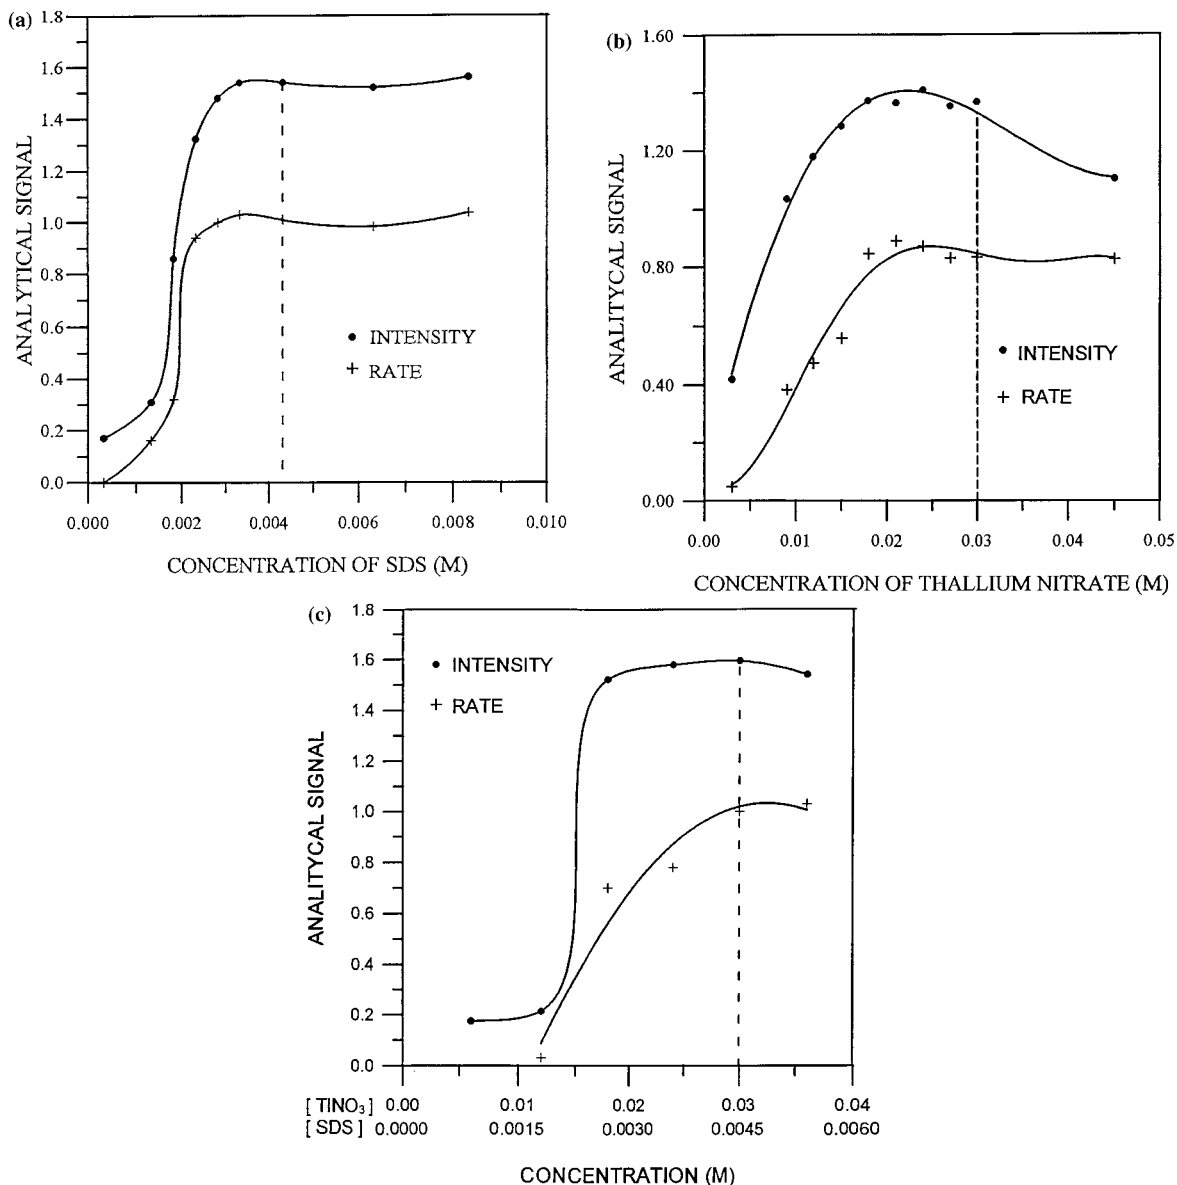 (a)
1.8
1.6
1.4
1.2
1.0
0.8
0.6
0.4
0.2
0.0
ANALYTICAL SIGNAL
INTENSITY
RATE
0.000 0.002 0.004 0.006 0.008 0.010
CONCENTRATION OF SDS (M)
(b)
1.60
1.20
0.80
0.40
0.00
ANALITYCAL SIGNAL
INTENSITY
RATE
0.00 0.01 0.02 0.03 0.04 0.05
CONCENTRATION OF THALLIUM NITRATE (M)
(c)
1.8
1.6
1.4
1.2
1.0
0.8
0.6
0.4
0.2
0.0
ANALITYCAL SIGNAL
INTENSITY
RATE
[ TlNO3 ] 0.00 0.01 0.02 0.03 0.04
[ SDS ] 0.0000 0.0015 0.0030 0.0045 0.0060
CONCENTRATION (M)